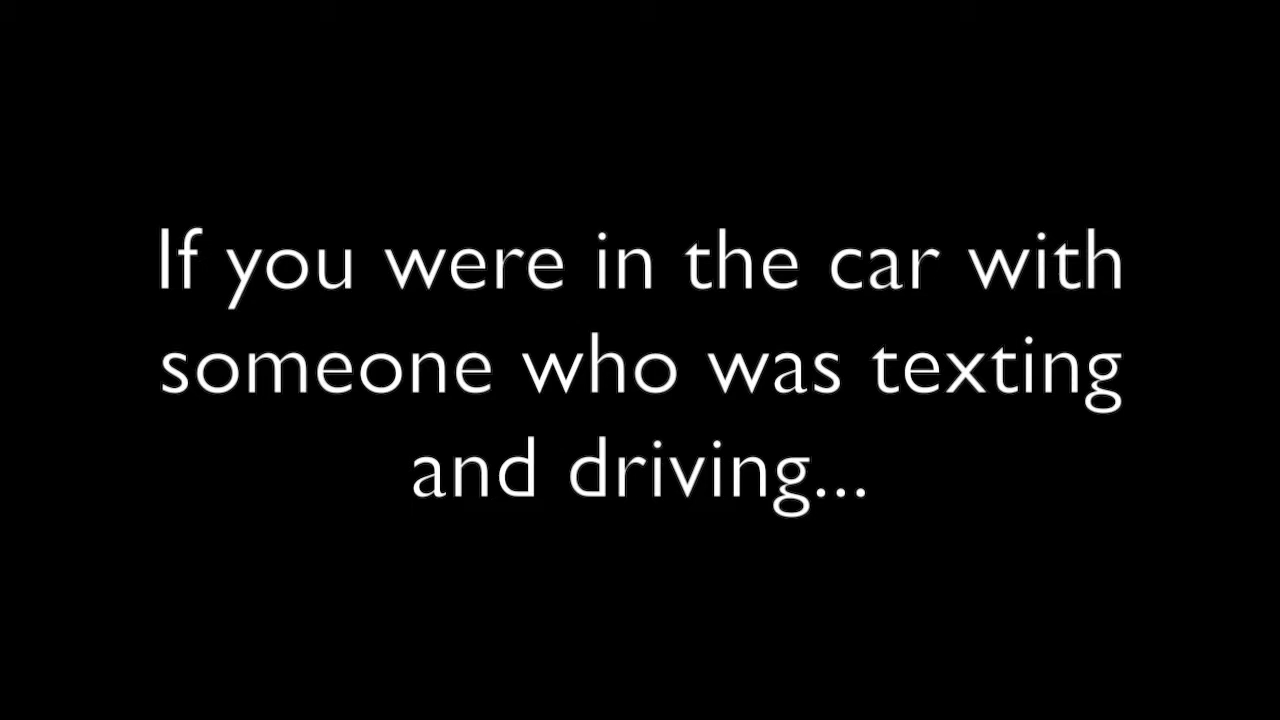 If you were in the car with
someone who was texting
and driving...